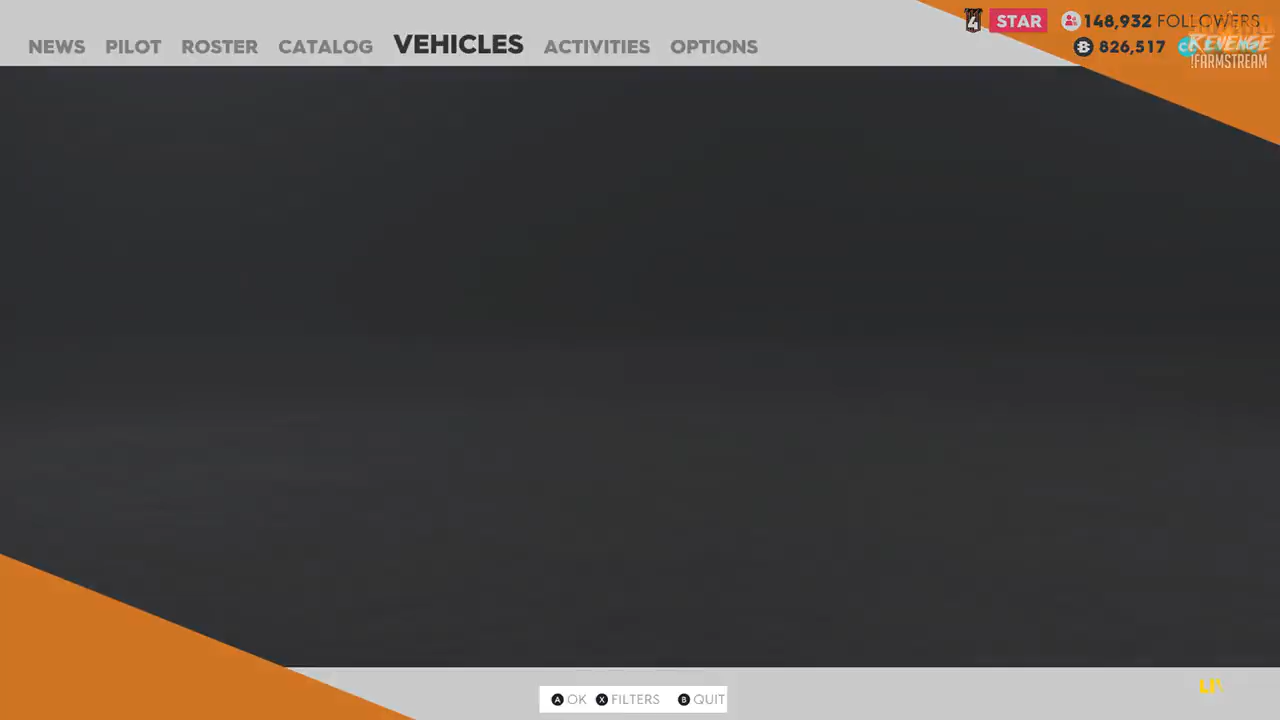 4 STAR 148,932 FOLLOWERS
NEWS PILOT ROSTER CATALOG VEHICLES ACTIVITIES OPTIONS
826,517
REVENGE
!FARMSTREAM
A OK X FILTERS B QUIT